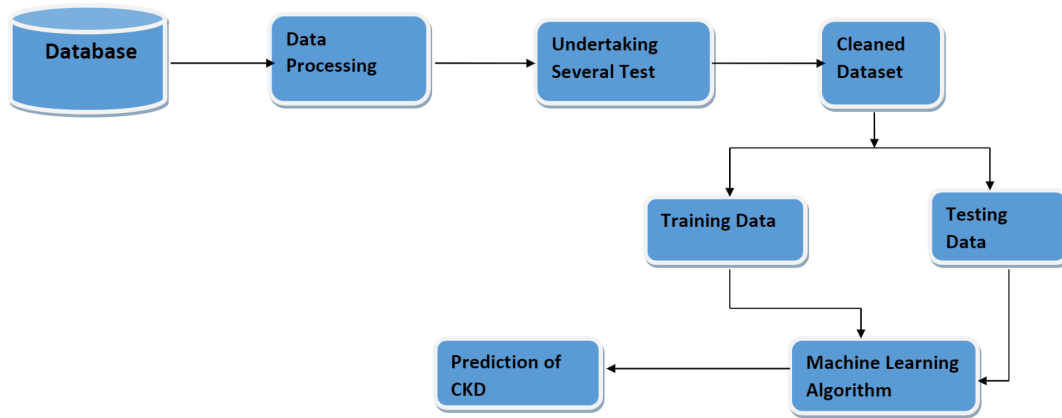 Database
Data
Processing
Undertaking
Several Test
Cleaned
Dataset
Training Data
Testing
Data
Prediction of
CKD
Machine Learning
Algorithm